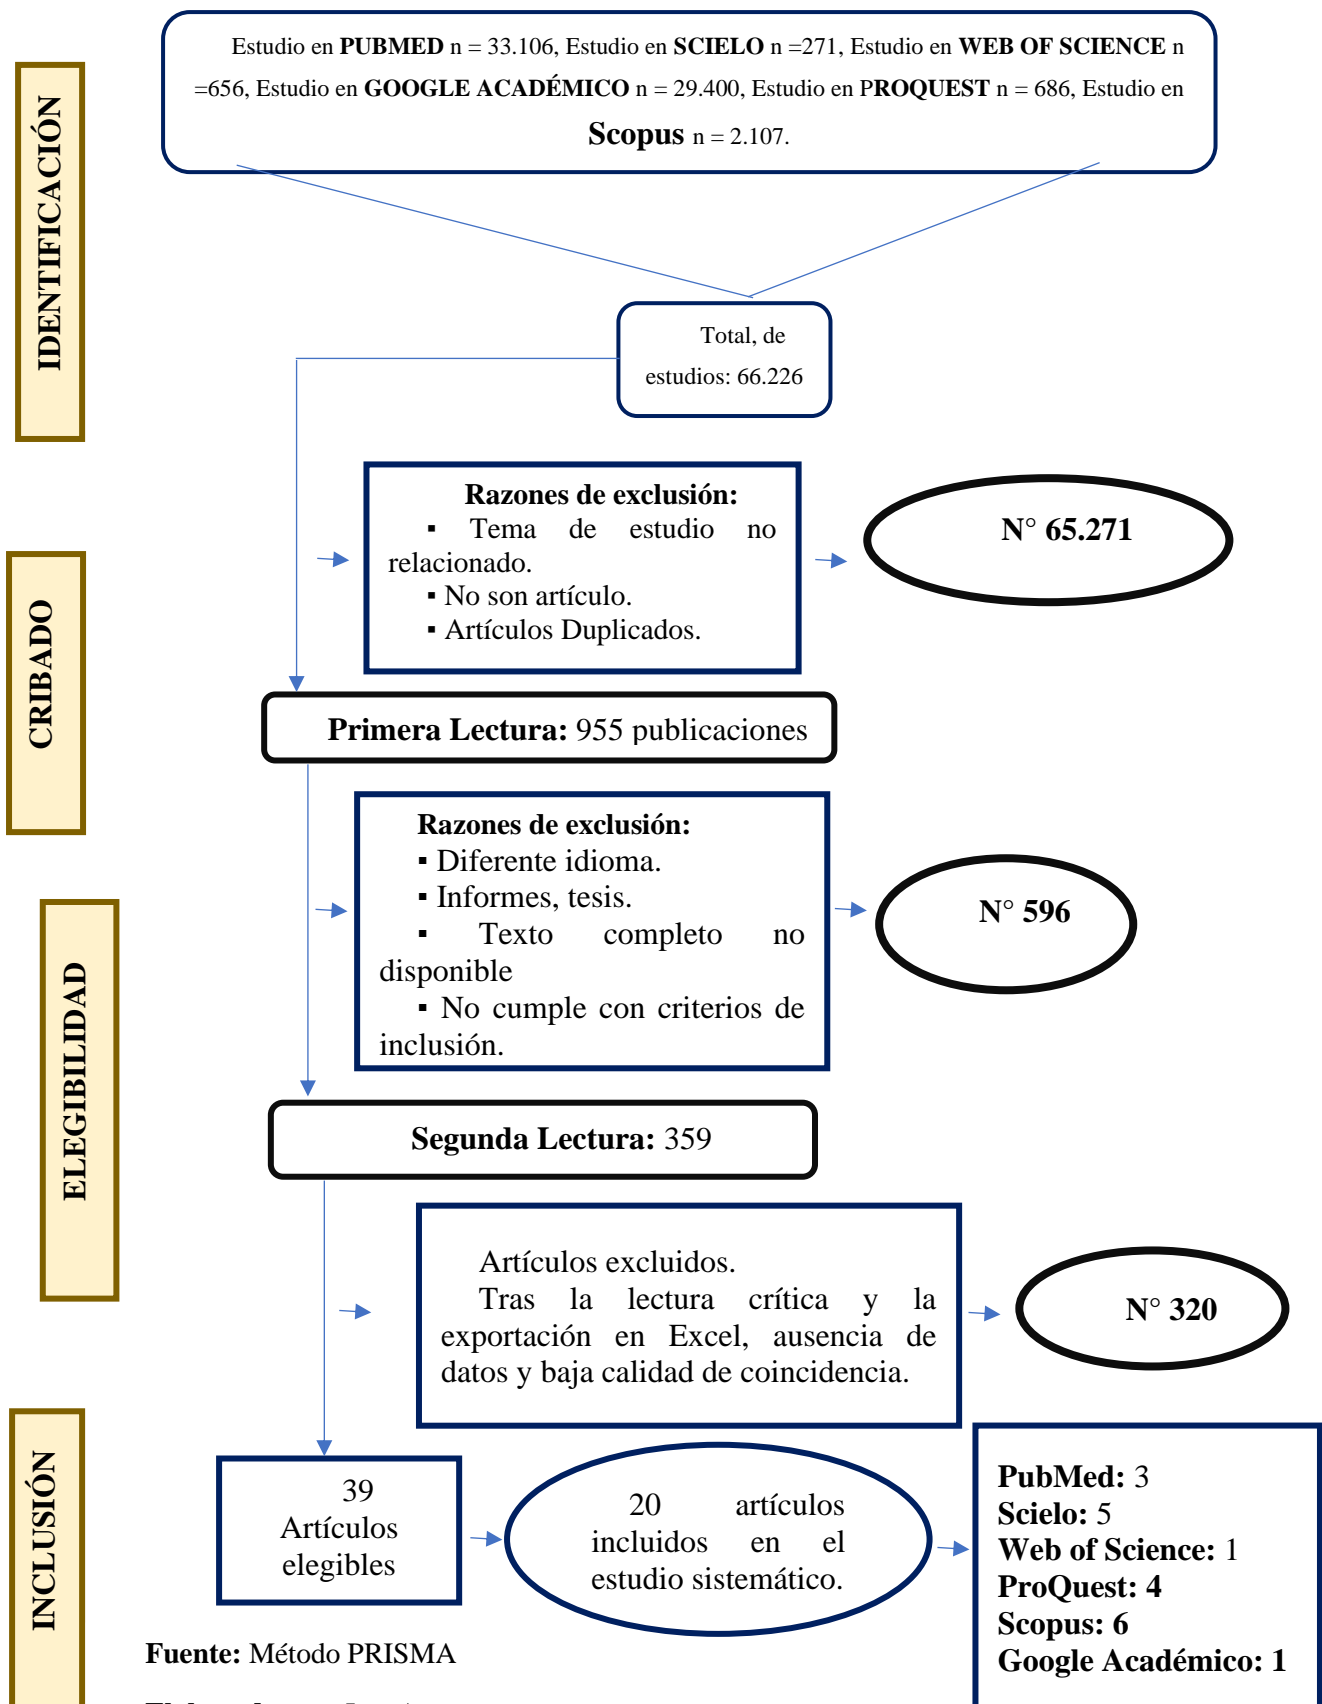 Estudio en PUBMED n = 33.106, Estudio en SCIELO n =271, Estudio en WEB OF SCIENCE n
=656, Estudio en GOOGLE ACADÉMICO n = 29.400, Estudio en PROQUEST n = 686, Estudio en
Scopus n = 2.107.
IDENTIFICACIÓN
Total, de
estudios: 66.226
Razones de exclusión:
▪ Tema de estudio no
relacionado.
▪ No son artículo.
▪ Artículos Duplicados.
N° 65.271
CRIBADO
Primera Lectura: 955 publicaciones
Razones de exclusión:
▪ Diferente idioma.
▪ Informes, tesis.
▪ Texto completo no
disponible
▪ No cumple con criterios de
inclusión.
N° 596
ELEGIBILIDAD
Segunda Lectura: 359
Artículos excluidos.
Tras la lectura crítica y la
exportación en Excel, ausencia de
datos y baja calidad de coincidencia.
N° 320
INCLUSIÓN
39
Artículos
elegibles
20 artículos
incluidos en el
estudio sistemático.
PubMed: 3
Scielo: 5
Web of Science: 1
ProQuest: 4
Scopus: 6
Google Académico: 1
Fuente: Método PRISMA